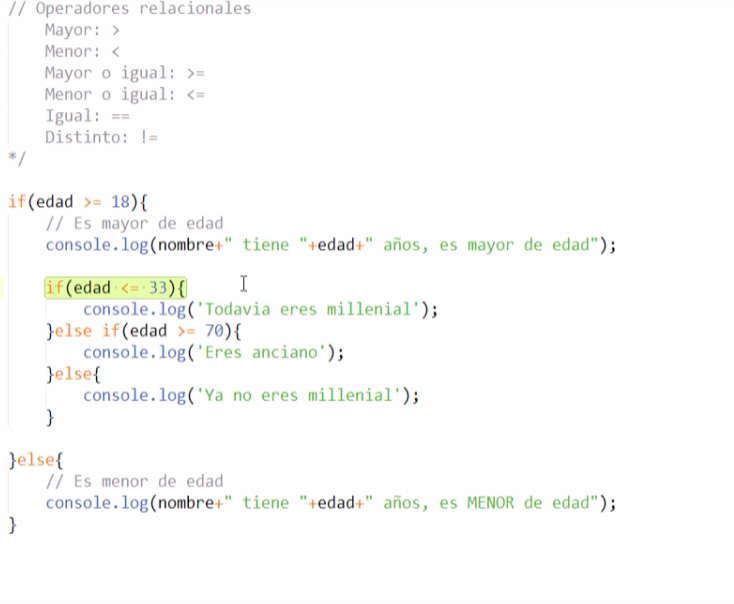 // Operadores relacionales
Mayor: >
Menor: <
Mayor o igual: >=
Menor o igual: <=
Igual: ==
Distinto: !=
*/
if(edad >= 18){
// Es mayor de edad
console.log(nombre+" tiene "+edad+" años, es mayor de edad");
if(edad <= 33){
console.log('Todavia eres millenial');
}else if(edad >= 70){
console.log('Eres anciano');
}else{
console.log('Ya no eres millenial');
}
}else{
// Es menor de edad
console.log(nombre+" tiene "+edad+" años, es MENOR de edad");
}